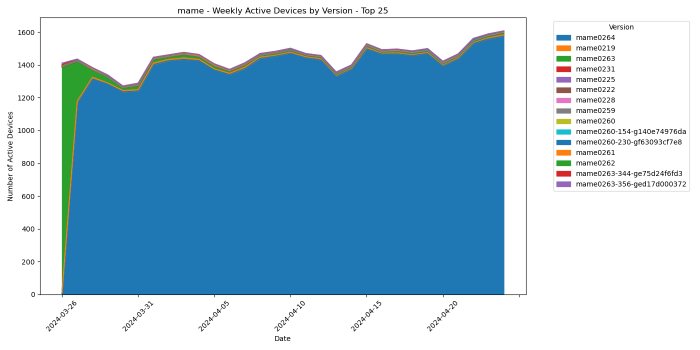 mame - Weekly Active Devices by Version - Top 25
Number of Active Devices
1600
1400
1200
1000
800
600
400
200
0
2024-03-26
2024-03-31
2024-04-05
2024-04-10
2024-04-15
2024-04-20
Date
Version
mame0264
mame0219
mame0263
mame0231
mame0225
mame0222
mame0228
mame0259
mame0260
mame0260-154-g140e74976da
mame0260-230-gf63093cf7e8
mame0261
mame0262
mame0263-344-ge75d24f6fd3
mame0263-356-ged17d000372